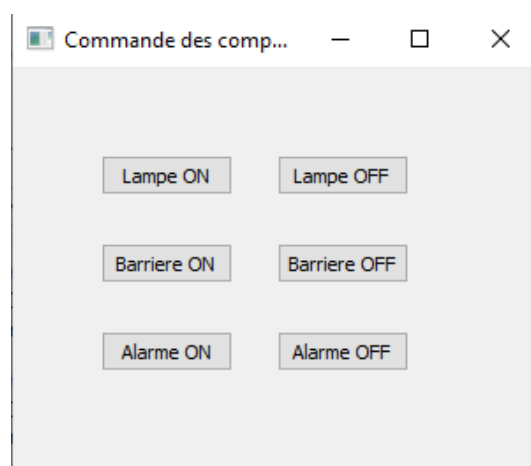 Commande des comp...
Lampe ON Lampe OFF
Barriere ON Barriere OFF
Alarme ON Alarme OFF